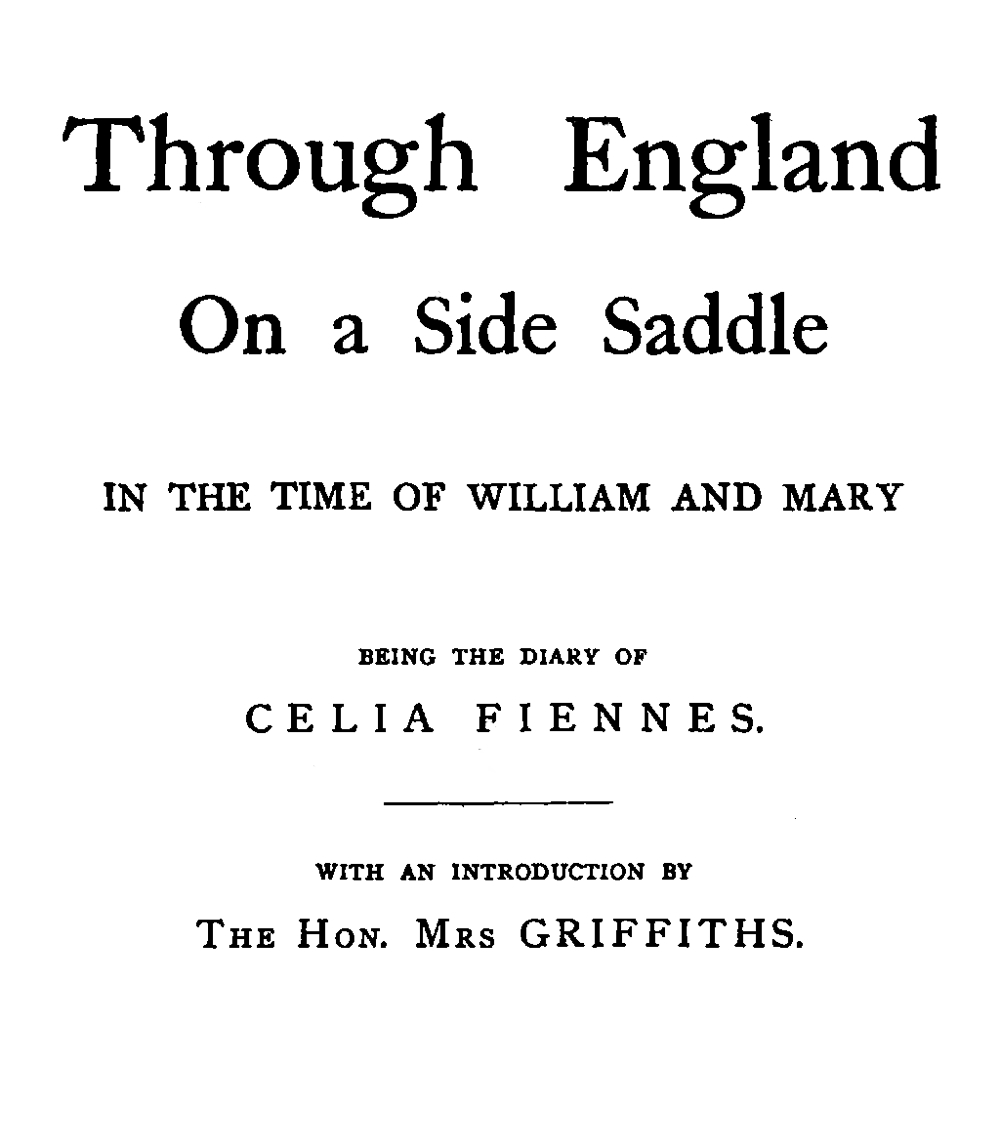 Through England
On a Side Saddle
IN THE TIME OF WILLIAM AND MARY
BEING THE DIARY OF
CELIA FIENNES.
WITH AN INTRODUCTION BY
THE HON. MRS GRIFFITHS.